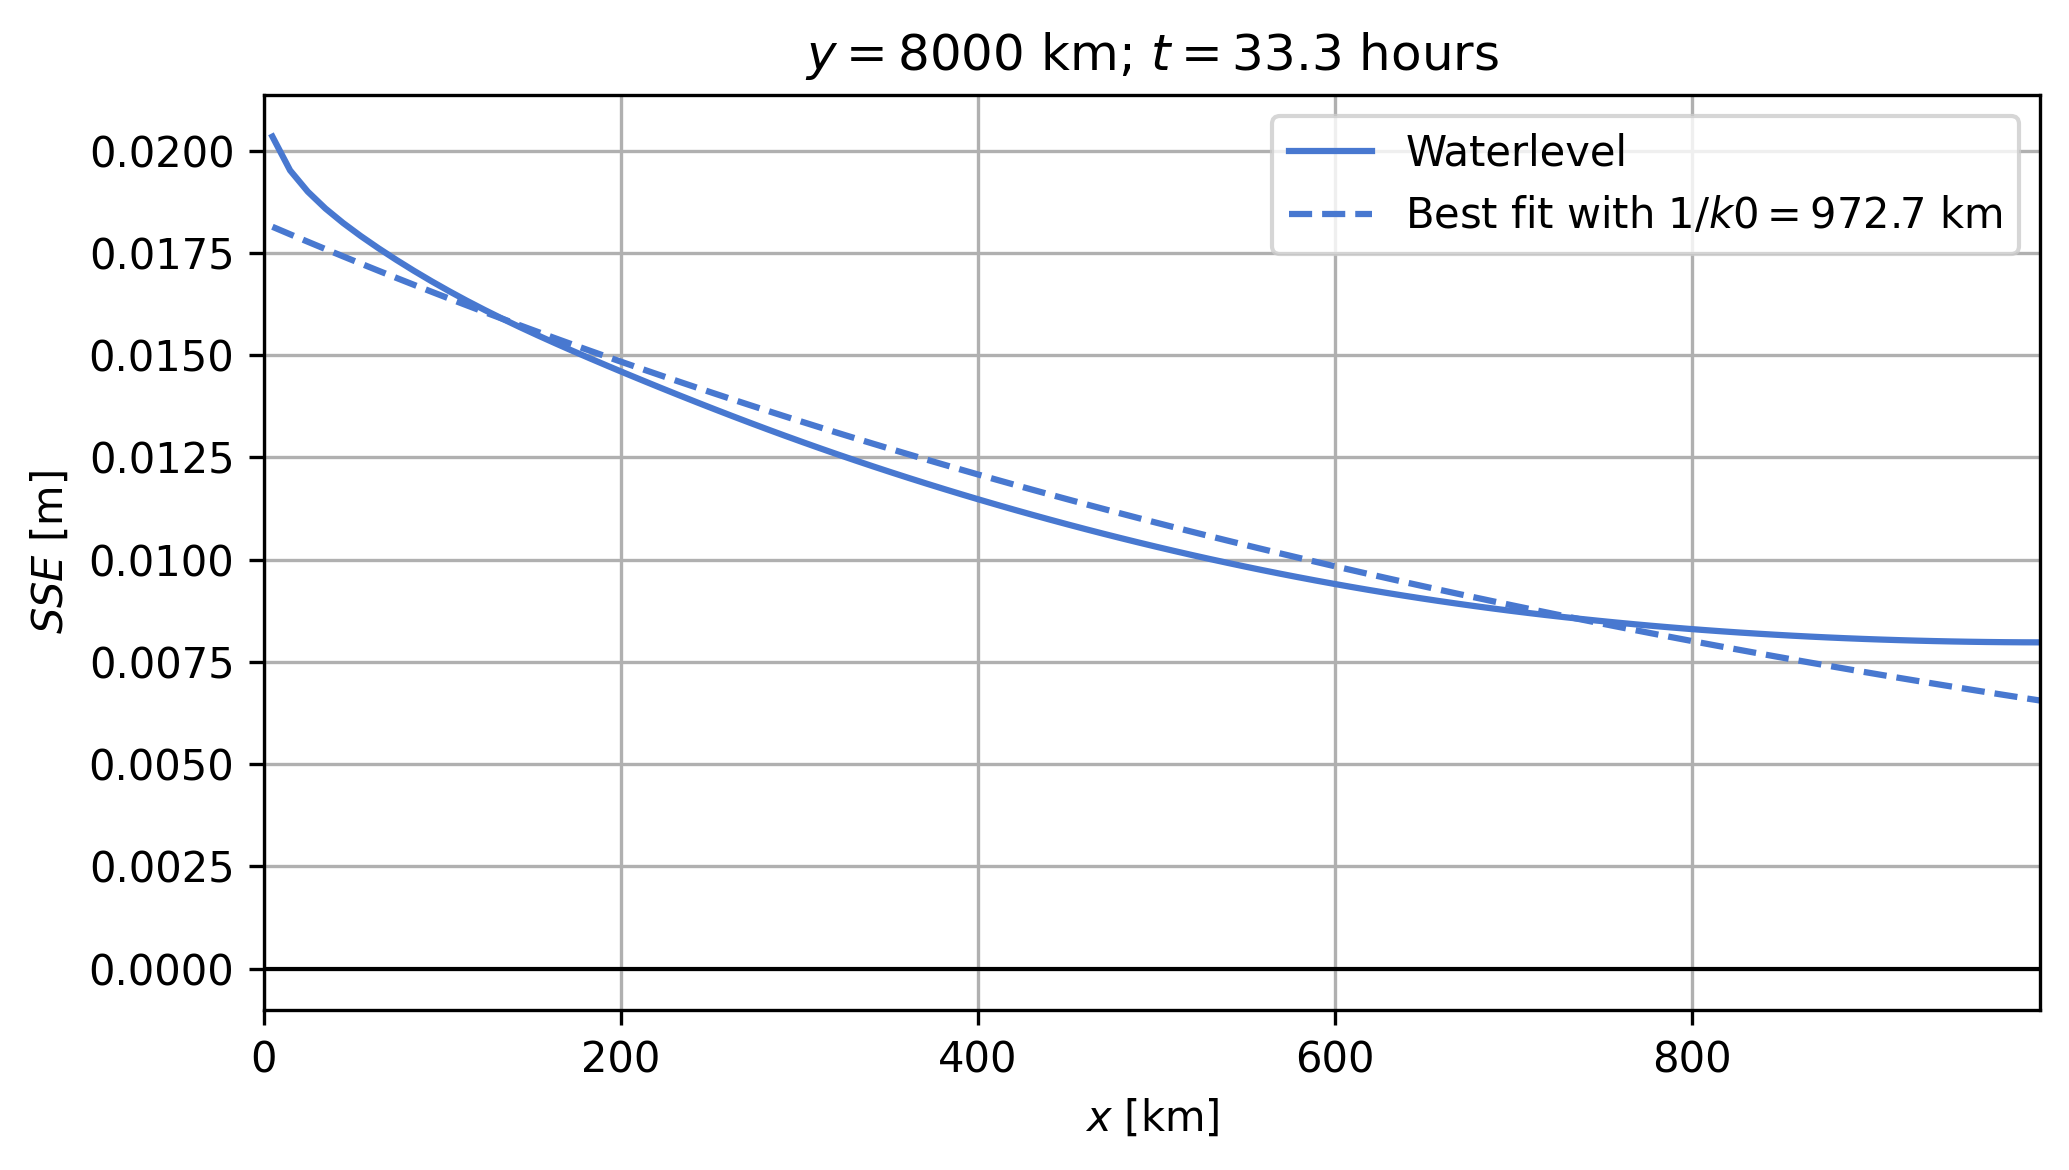 y = 8000 km; t = 33.3 hours
Waterlevel
Best fit with 1/k0 = 972.7 km
0.0200
0.0175
0.0150
0.0125
0.0100
0.0075
0.0050
0.0025
0.0000
SSE [m]
0 200 400 600 800
x [km]